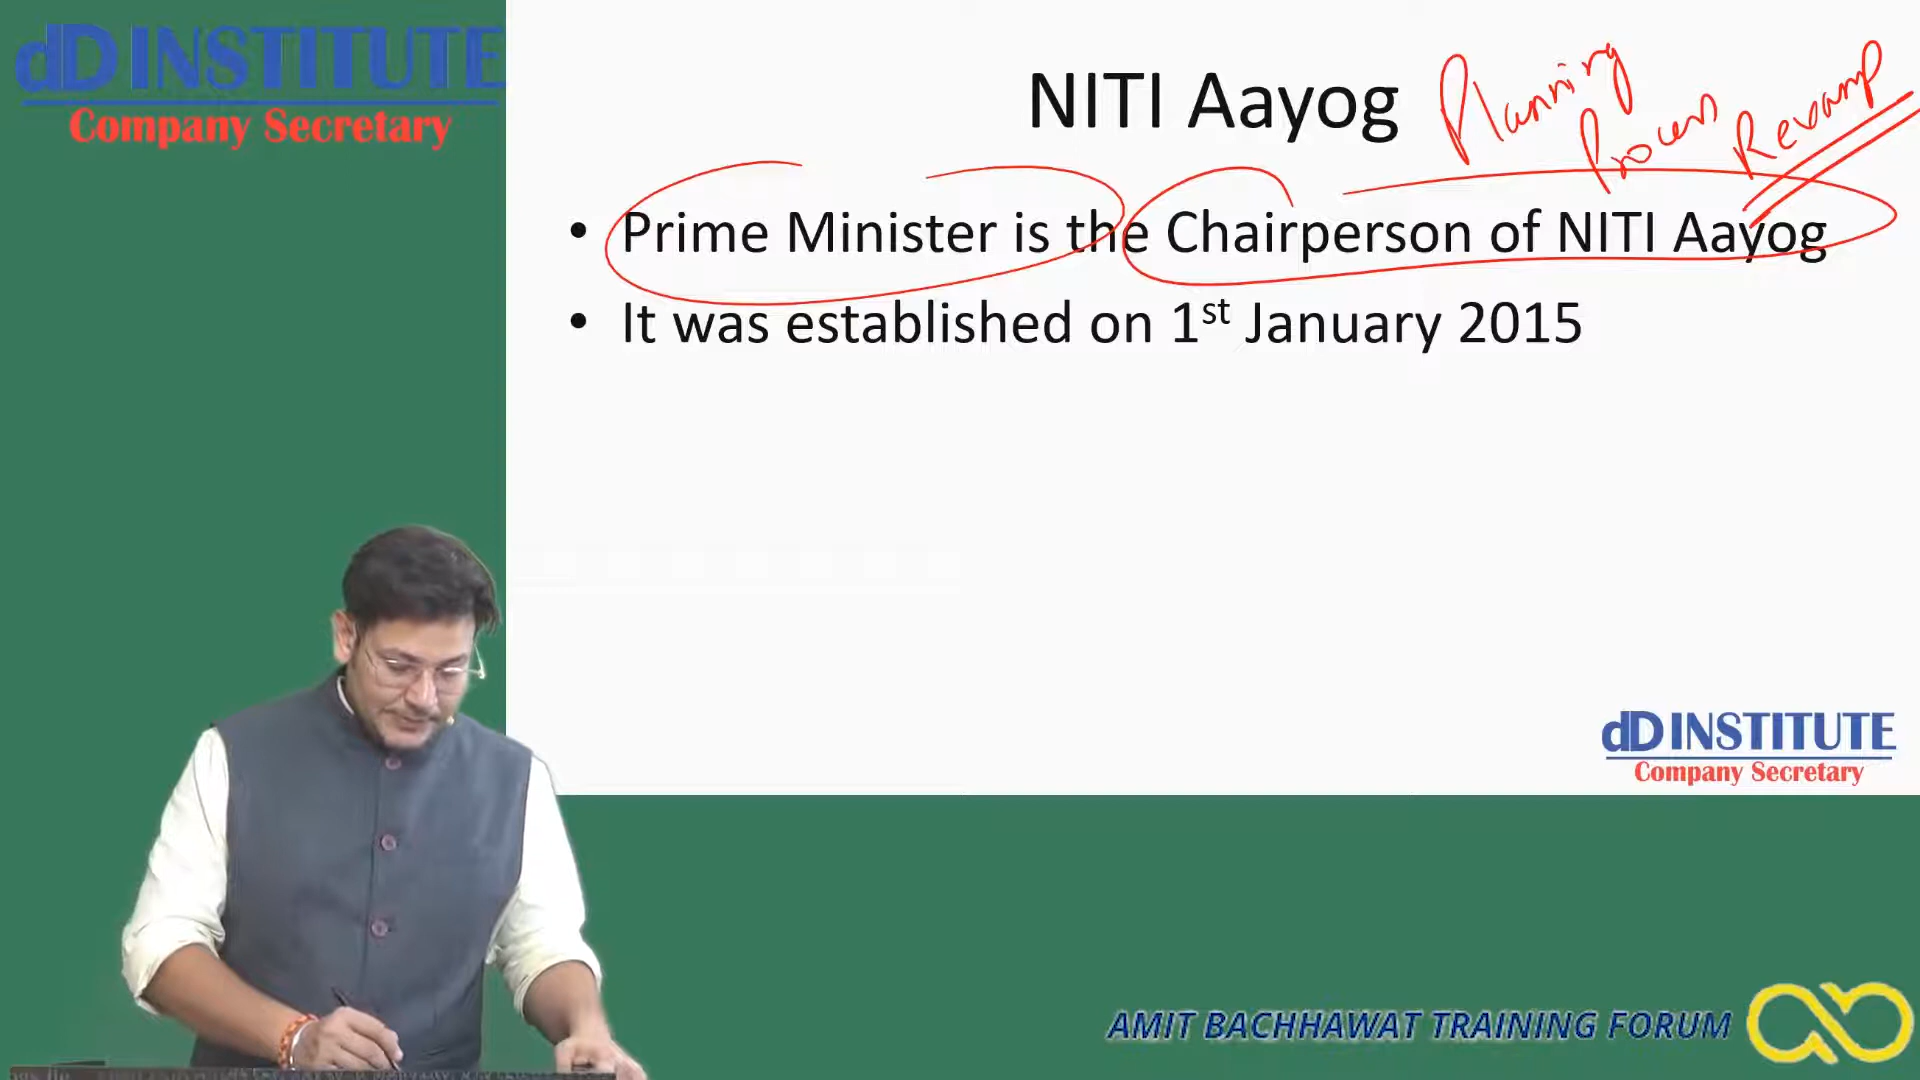 dD INSTITUTE
Company Secretary
NITI Aayog
Planning
Process
Revamp
• Prime Minister is the Chairperson of NITI Aayog
• It was established on 1st January 2015
dD INSTITUTE
Company Secretary
AMIT BACHHAWAT TRAINING FORUM